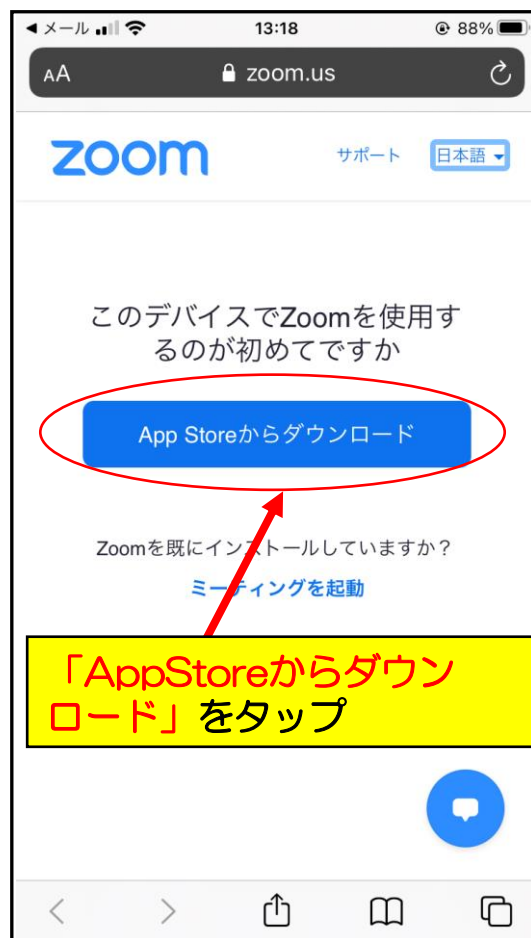 ◀メール 13:18 88%
AA zoom.us
zoom サポート 日本語
このデバイスでZoomを使用す
るのが初めてですか
App Storeからダウンロード
Zoomを既にインストールしていますか?
ミーティングを起動
「AppStoreからダウン
ロード」をタップ